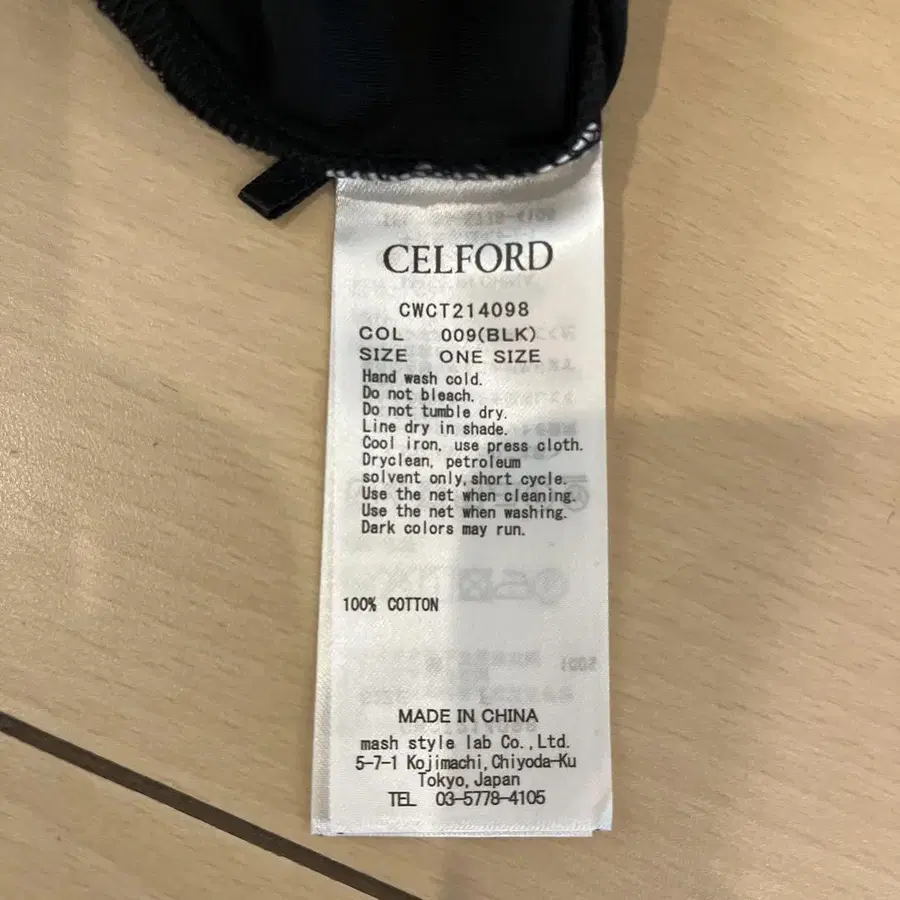 CELFORD
CWCT214098
COL 009(BLK)
SIZE ONE SIZE
Hand wash cold.
Do not bleach.
Do not tumble dry.
Line dry in shade.
Cool iron, use press cloth.
Dryclean, petroleum
solvent only,short cycle.
Use the net when cleaning.
Use the net when washing.
Dark colors may run.
100% COTTON
MADE IN CHINA
mash style lab Co.,Ltd.
5-7-1 Kojimachi,Chiyoda-Ku
Tokyo,Japan
TEL 03-5778-4105